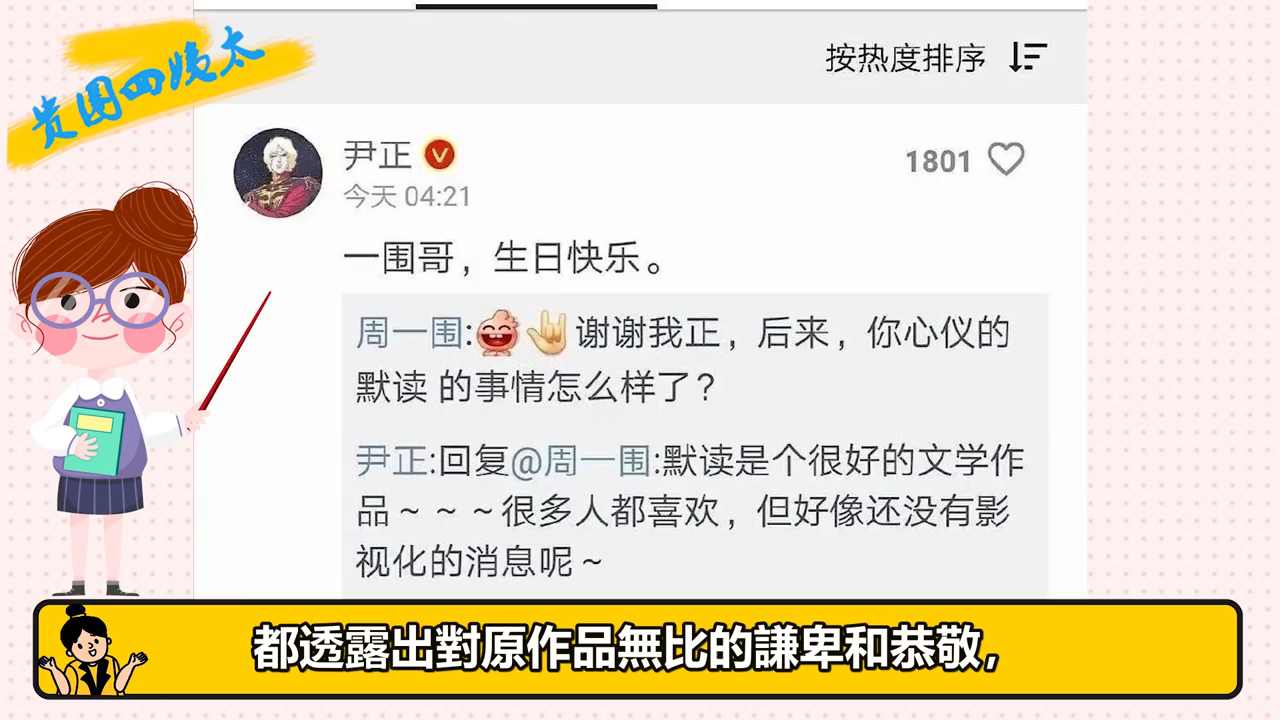 贵圈四姨太
按热度排序
尹正
今天 04:21
1801
一围哥，生日快乐。
周一围:谢谢我正，后来，你心仪的
默读 的事情怎么样了？
尹正:回复@周一围:默读是个很好的文学作
品～～～很多人都喜欢，但好像还没有影
视化的消息呢～
都透露出對原作品無比的謙卑和恭敬，